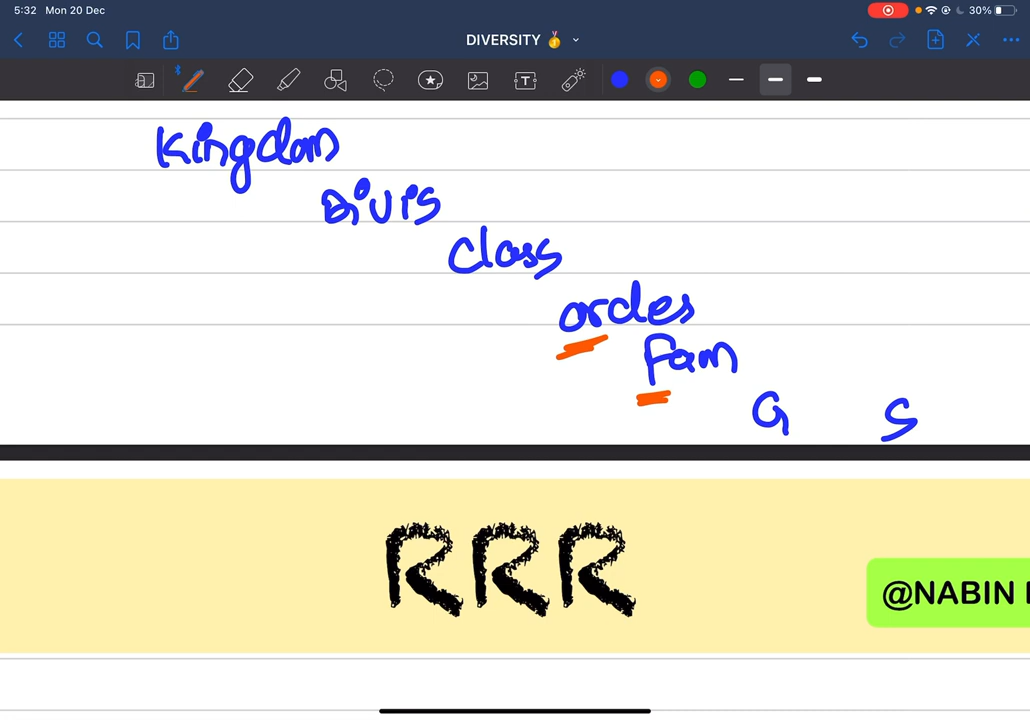 5:32 Mon 20 Dec 30%
DIVERSITY 🥇
T
Kingdom
Divis
Class
order
Fam
G S
RRR
@NABIN